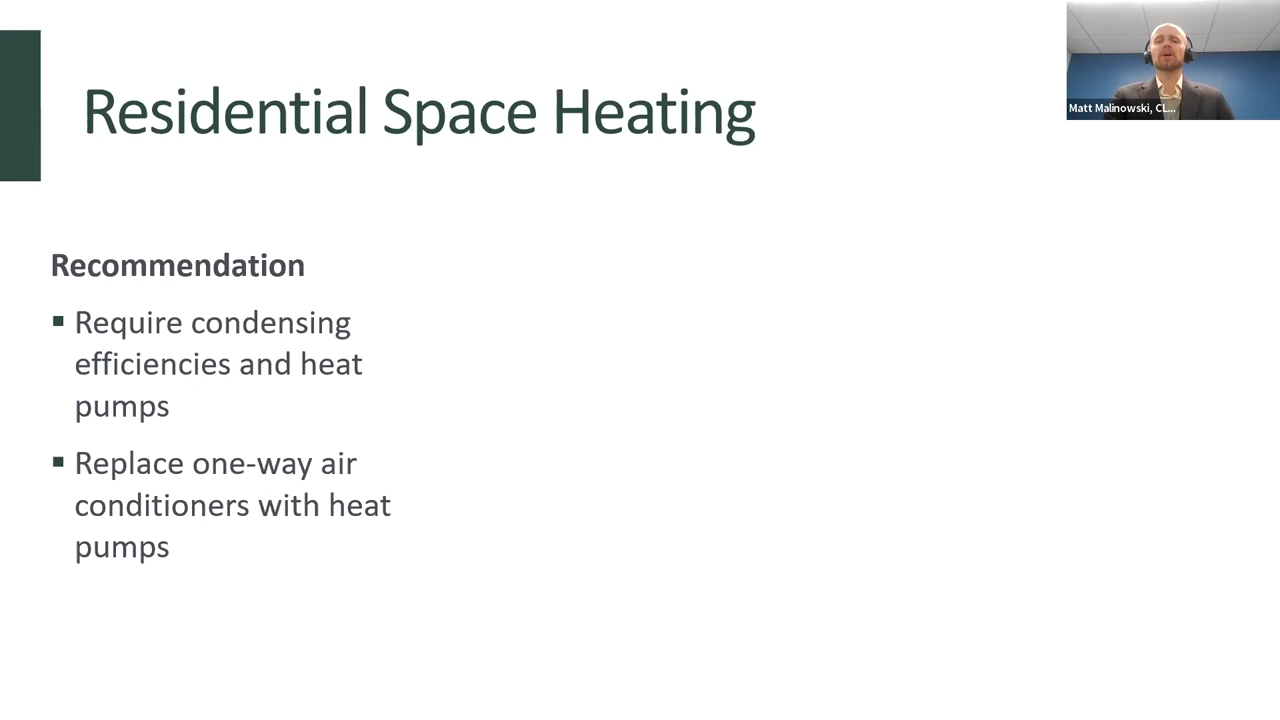 Residential Space Heating
Matt Malinowski, CL...
Recommendation
▪ Require condensing
efficiencies and heat
pumps
▪ Replace one-way air
conditioners with heat
pumps